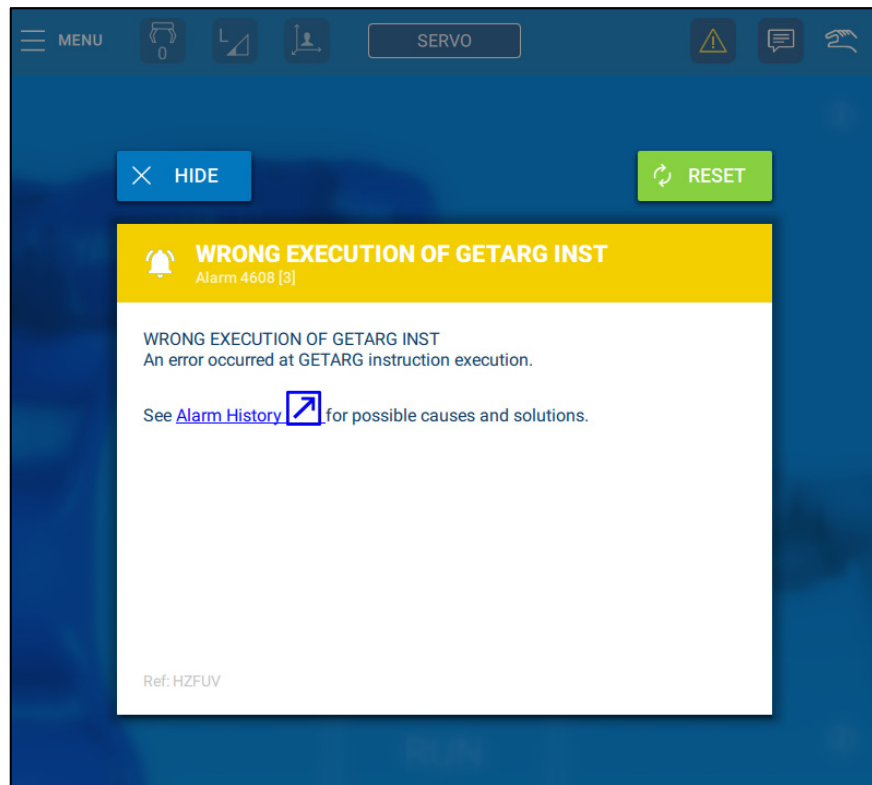 MENU
0
L
SERVO
HIDE
RESET
WRONG EXECUTION OF GETARG INST
Alarm 4608 [3]
WRONG EXECUTION OF GETARG INST
An error occurred at GETARG instruction execution.
See Alarm History for possible causes and solutions.
Ref: HZFUV
RUN